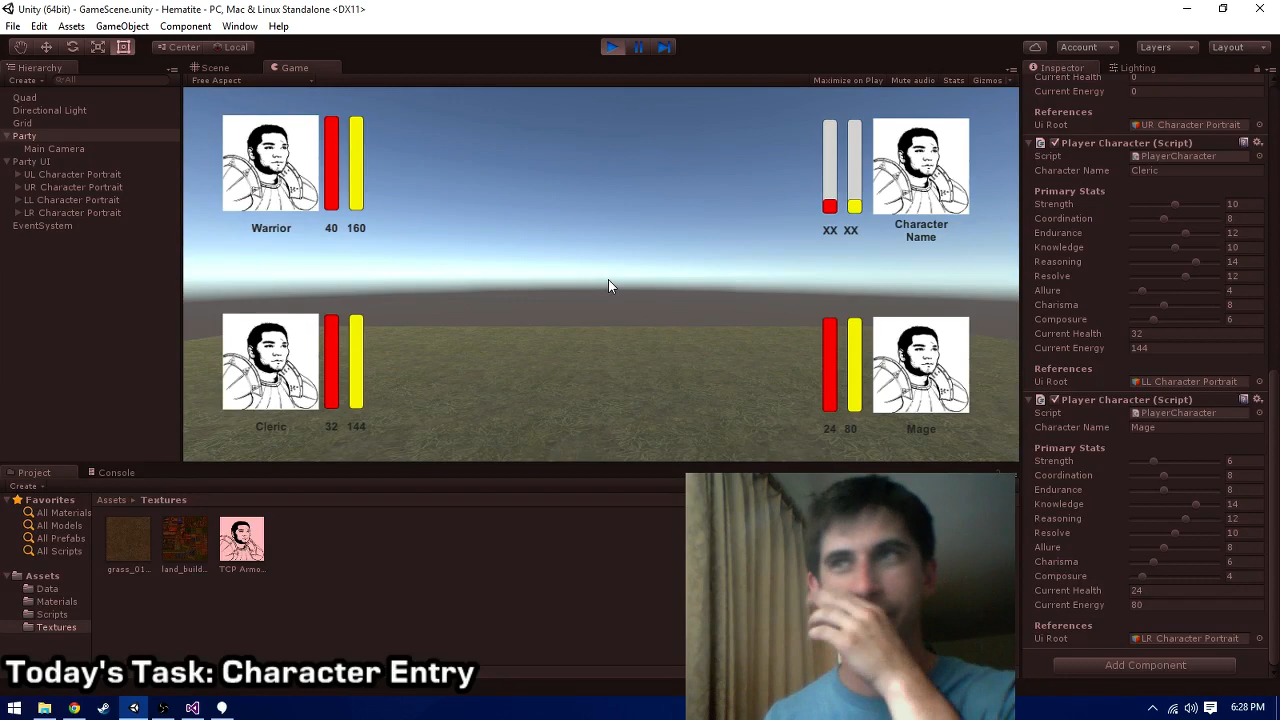 Unity (64bit) - GameScene.unity - Hematite - PC, Mac & Linux Standalone <DX11>
File Edit Assets GameObject Component Window Help
Center Local
Account Layers Layout
Hierarchy
Create All
Quad
Directional Light
Grid
Party
Main Camera
Party UI
UL Character Portrait
UR Character Portrait
LL Character Portrait
LR Character Portrait
EventSystem
Scene Game
Free Aspect Maximize on Play Mute audio Stats Gizmos
Warrior 40 160
XX XX Character
Name
Cleric 32 144
24 80 Mage
Inspector Lighting
Current Health 0
Current Energy 0
References
Ui Root UR Character Portrait
Player Character (Script)
Script PlayerCharacter
Character Name Cleric
Primary Stats
Strength 10
Coordination 8
Endurance 12
Knowledge 10
Reasoning 14
Resolve 12
Allure 4
Charisma 8
Composure 6
Current Health 32
Current Energy 144
References
Ui Root LL Character Portrait
Player Character (Script)
Script PlayerCharacter
Character Name Mage
Primary Stats
Strength 6
Coordination 8
Endurance 8
Knowledge 14
Reasoning 12
Resolve 10
Allure 8
Charisma 6
Composure 4
Current Health 24
Current Energy 80
References
Ui Root LR Character Portrait
Add Component
Project Console
Create
Favorites
All Materials
All Models
All Prefabs
All Scripts
Assets
Data
Materials
Scripts
Textures
Assets Textures
grass_01... land_build... TCP Armo...
Today's Task: Character Entry
6:28 PM